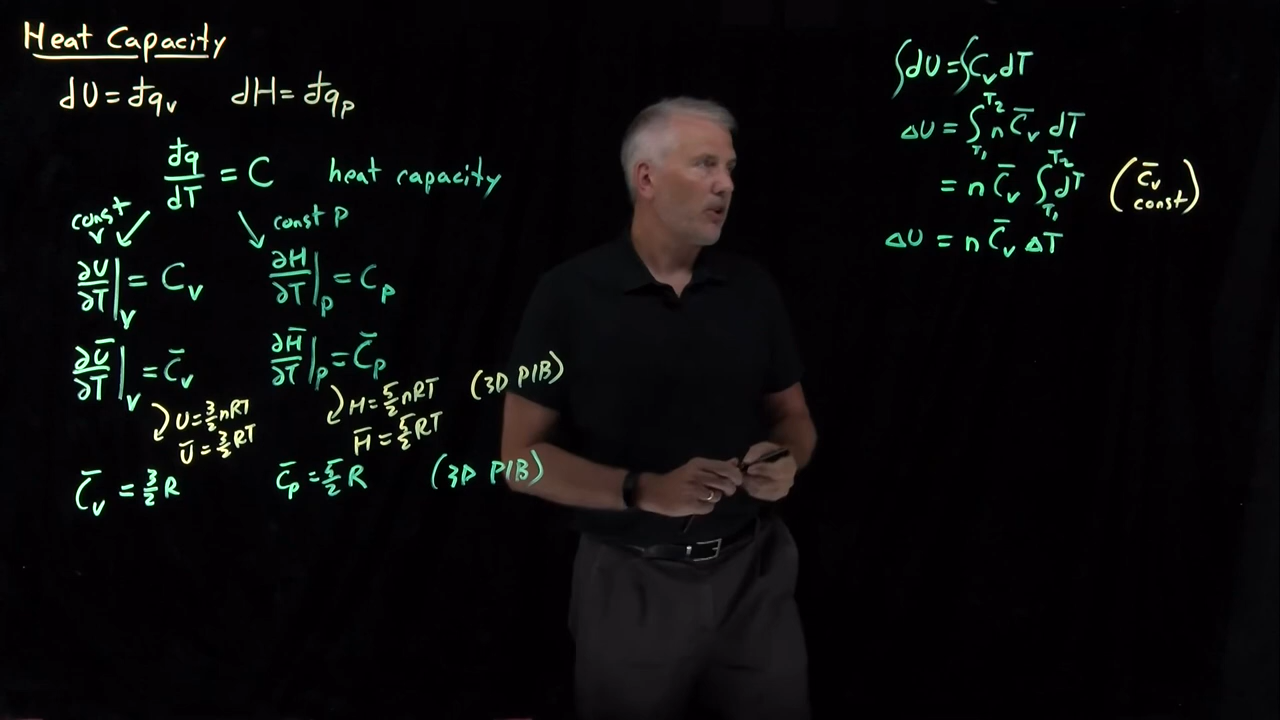 Heat Capacity
dU = đq_v    dH = đq_p
đq/dT = C    heat capacity
const V    const P
∂U/∂T|_V = C_V    ∂H/∂T|_P = C_P
∂U̅/∂T|_V = C̅_V    ∂H̅/∂T|_P = C̅_P
U = 3/2 nRT    H = 5/2 nRT    (3D PIB)
U̅ = 3/2 RT    H̅ = 5/2 RT
C̅_V = 3/2 R    C̅_P = 5/2 R    (3D PIB)
∫dU = ∫C_V dT
ΔU = ∫_{T₁}^{T₂} n C̅_V dT
= n C̅_V ∫_{T₁}^{T₂} dT    (C̅_V const)
ΔU = n C̅_V ΔT